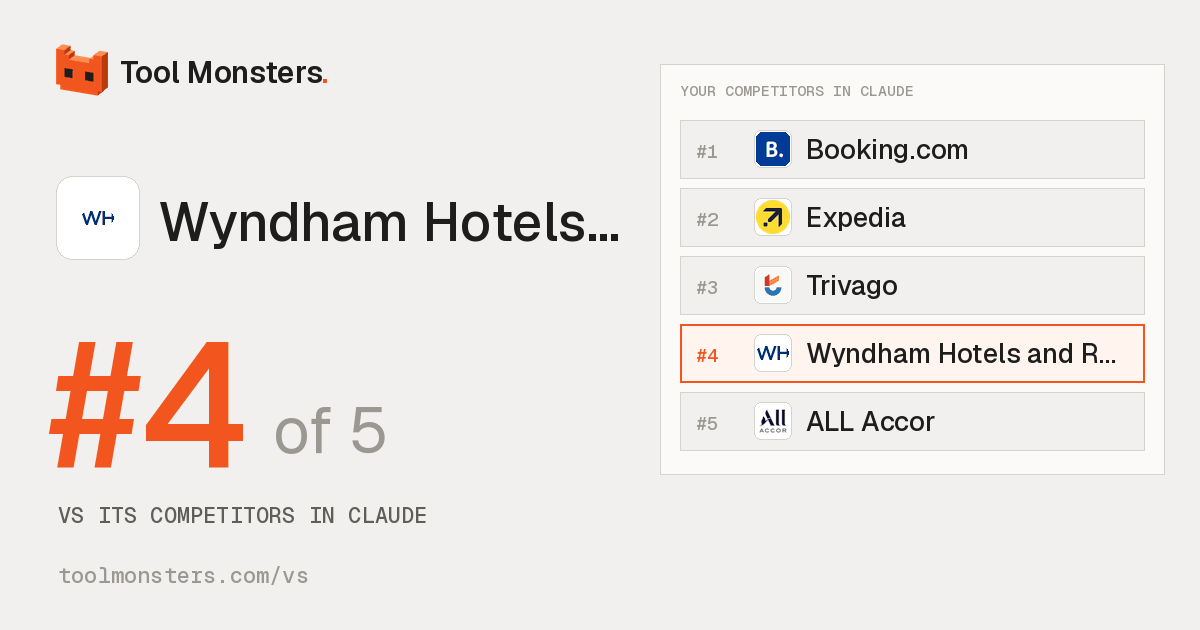 Tool Monsters.
WH
Wyndham Hotels...
#4 of 5
VS ITS COMPETITORS IN CLAUDE
toolmonsters.com/vs
YOUR COMPETITORS IN CLAUDE
#1 B. Booking.com
#2 Expedia
#3 Trivago
#4 WH Wyndham Hotels and R...
#5 All ACCOR ALL Accor